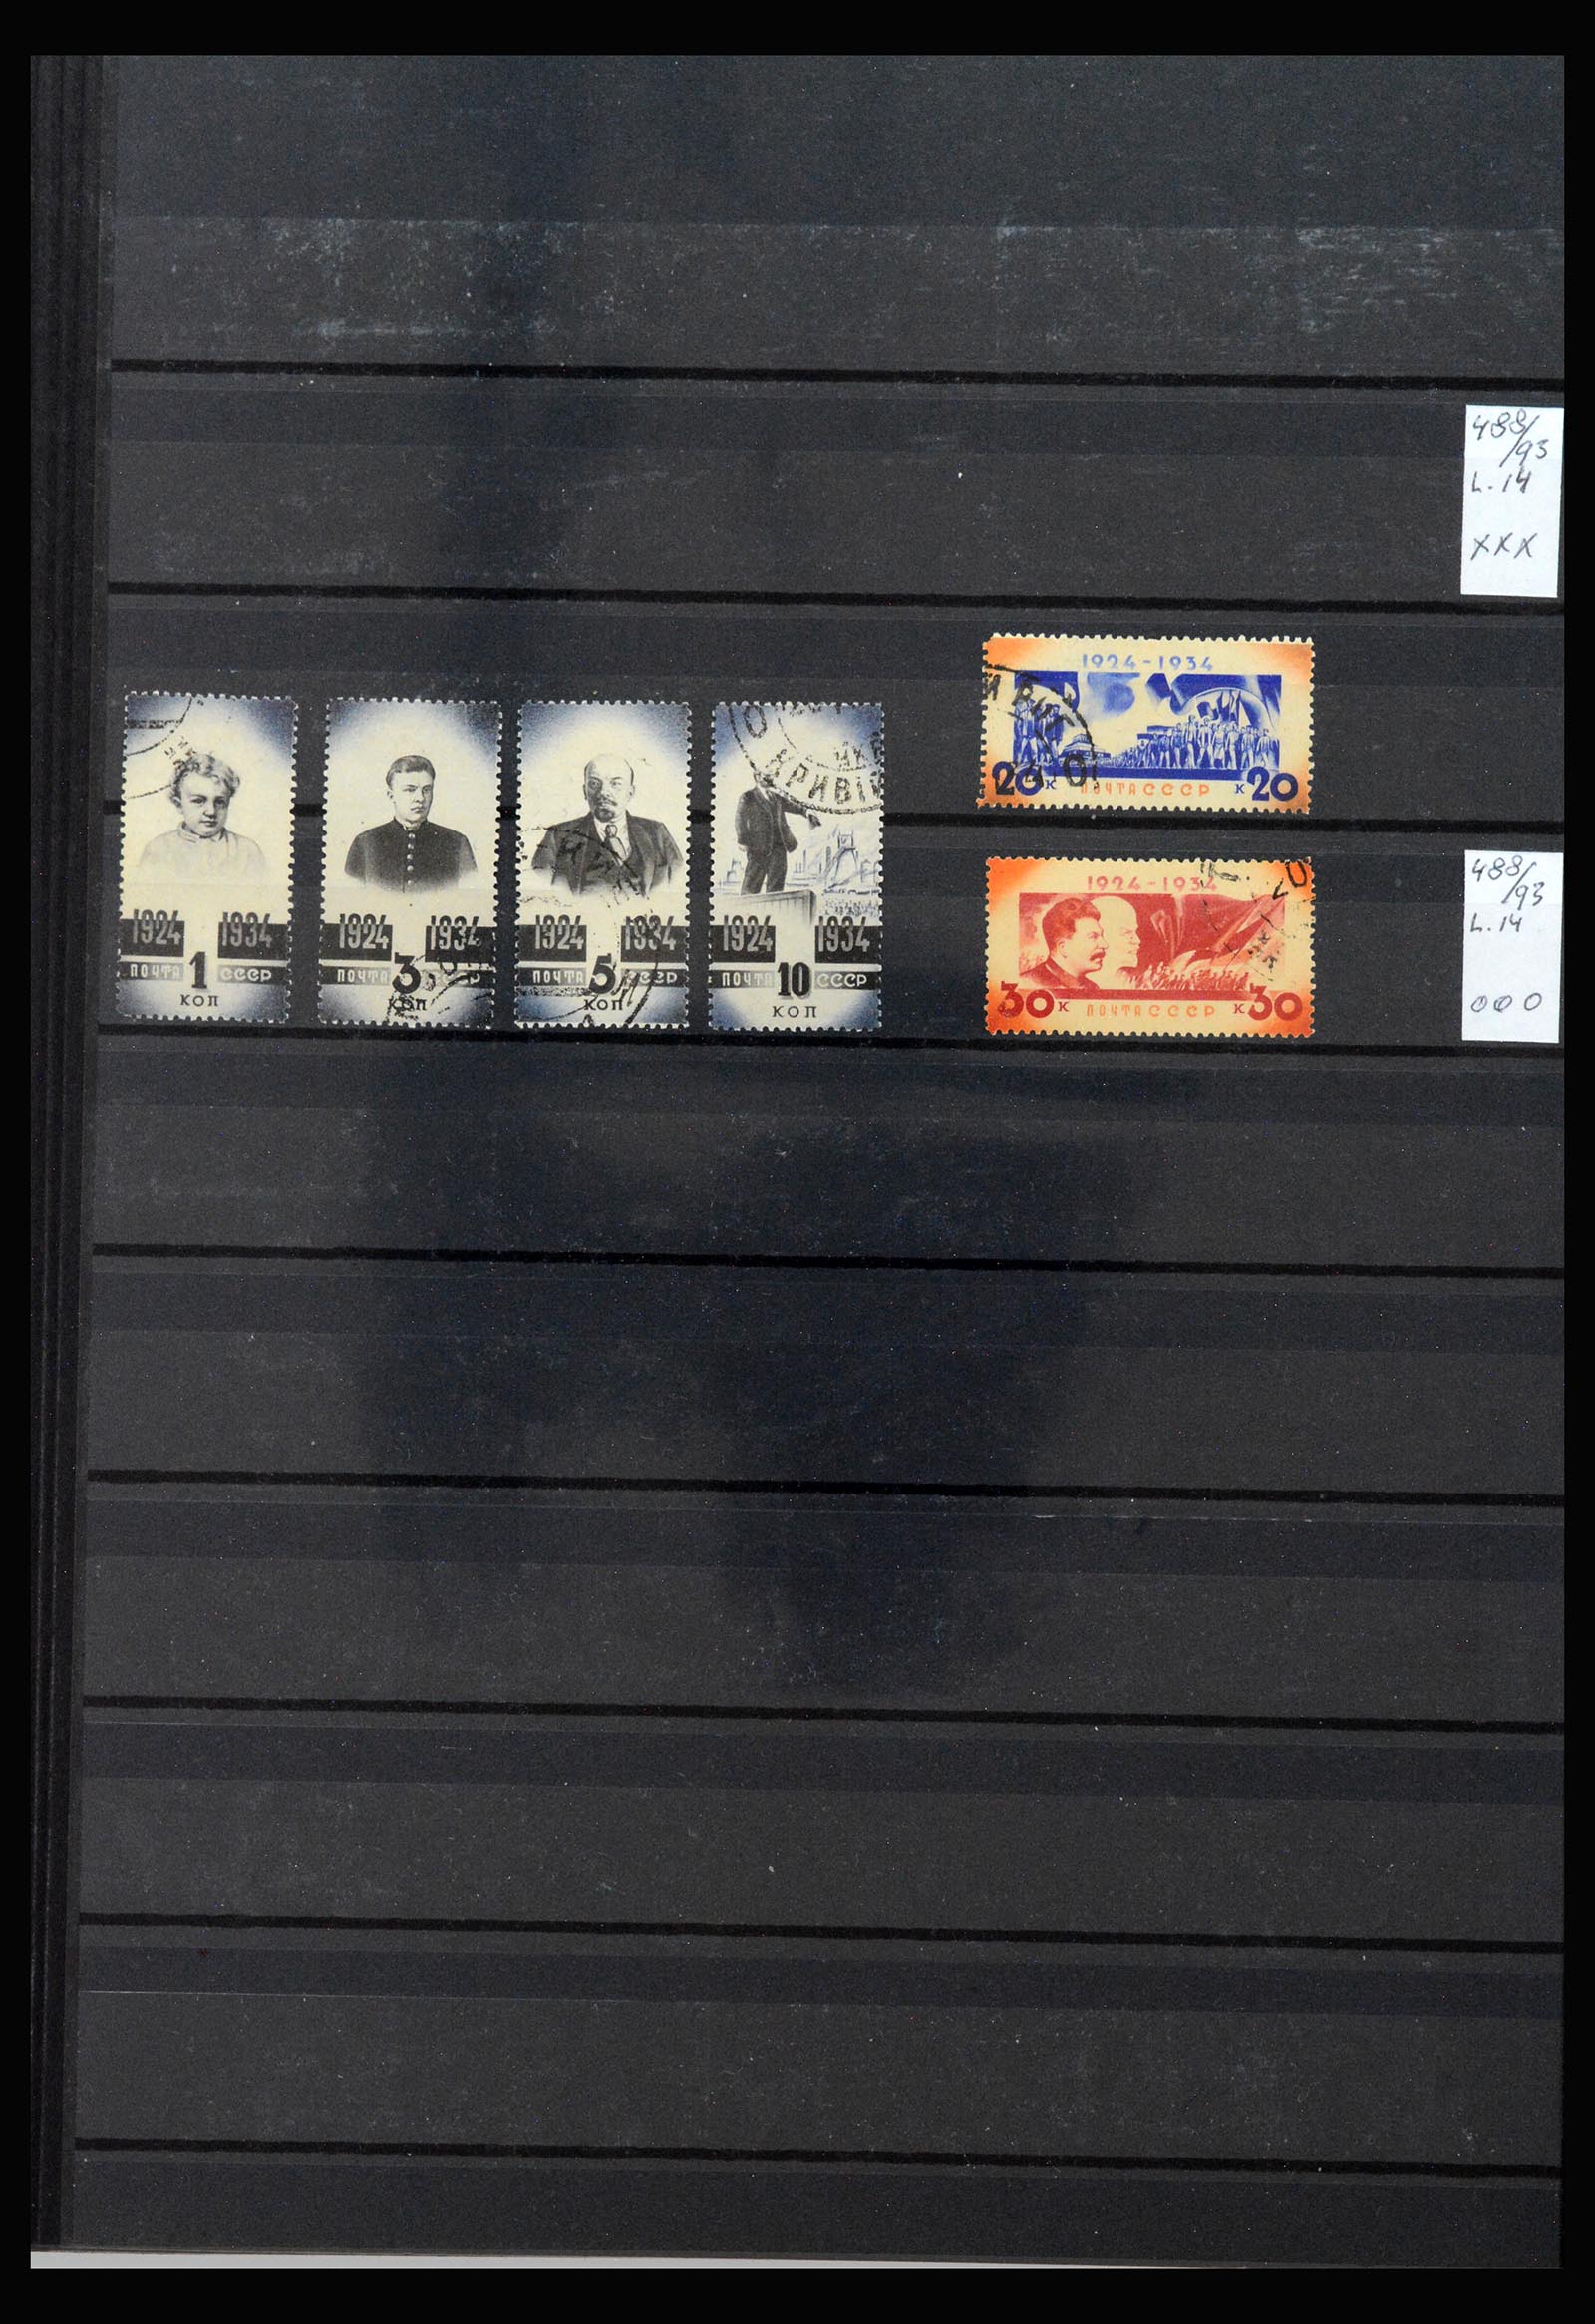 488/
/93
L.14
XXX
1924 1934
ПОЧТА 1 СССР
КОП
1924 1934
ПОЧТА 3 СССР
КОП
1924 1934
ПОЧТА 5 СССР
КОП
КРИВІЙ
1924 1934
ПОЧТА 10 СССР
КОП
1924-1934
20 К ПОЧТА СССР К 20
1924-1934
30 К ПОЧТА СССР К 30
488/
/93
L.14
000